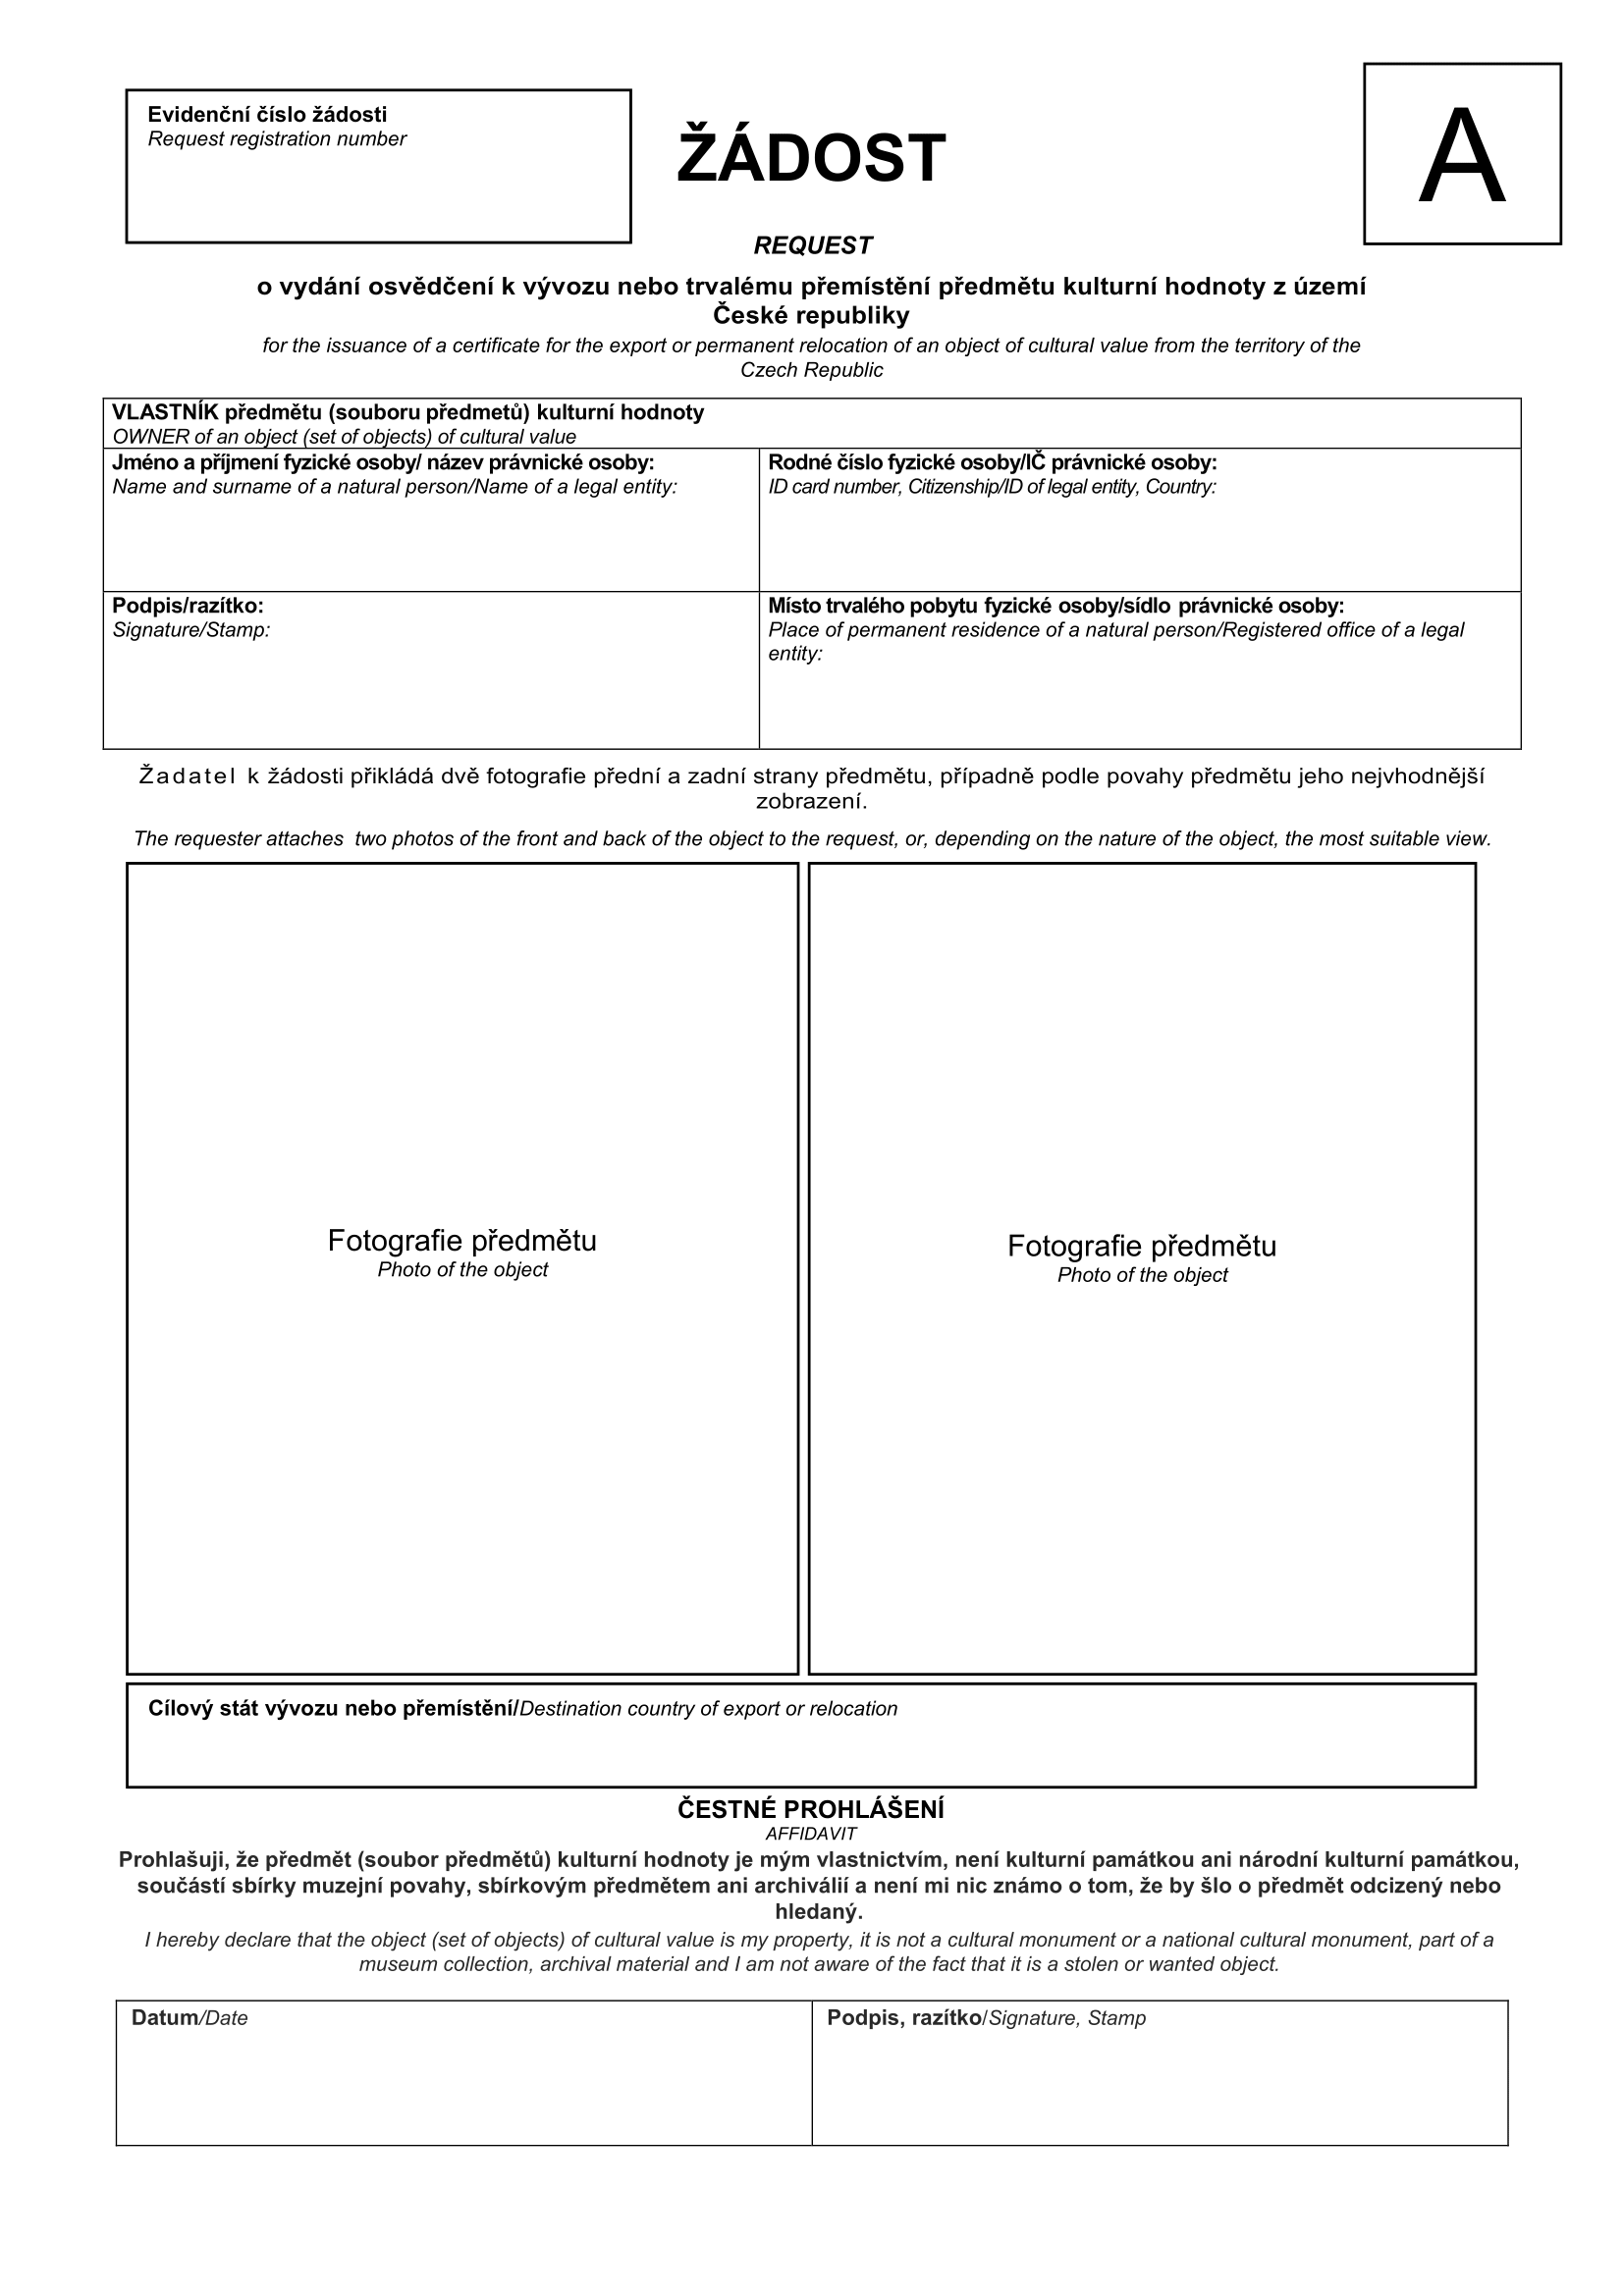 Evidenční číslo žádosti
Request registration number
ŽÁDOST
A
REQUEST
o vydání osvědčení k vývozu nebo trvalému přemístění předmětu kulturní hodnoty z území
České republiky
for the issuance of a certificate for the export or permanent relocation of an object of cultural value from the territory of the
Czech Republic
VLASTNÍK předmětu (souboru předmetů) kulturní hodnoty
OWNER of an object (set of objects) of cultural value
Jméno a příjmení fyzické osoby/ název právnické osoby:
Name and surname of a natural person/Name of a legal entity:
Rodné číslo fyzické osoby/IČ právnické osoby:
ID card number, Citizenship/ID of legal entity, Country:
Podpis/razítko:
Signature/Stamp:
Místo trvalého pobytu fyzické osoby/sídlo právnické osoby:
Place of permanent residence of a natural person/Registered office of a legal
entity:
Žadatel k žádosti přikládá dvě fotografie přední a zadní strany předmětu, případně podle povahy předmětu jeho nejvhodnější
zobrazení.
The requester attaches two photos of the front and back of the object to the request, or, depending on the nature of the object, the most suitable view.
Fotografie předmětu
Photo of the object
Fotografie předmětu
Photo of the object
Cílový stát vývozu nebo přemístění/Destination country of export or relocation
ČESTNÉ PROHLÁŠENÍ
AFFIDAVIT
Prohlašuji, že předmět (soubor předmětů) kulturní hodnoty je mým vlastnictvím, není kulturní památkou ani národní kulturní památkou,
součástí sbírky muzejní povahy, sbírkovým předmětem ani archiválií a není mi nic známo o tom, že by šlo o předmět odcizený nebo
hledaný.
I hereby declare that the object (set of objects) of cultural value is my property, it is not a cultural monument or a national cultural monument, part of a
museum collection, archival material and I am not aware of the fact that it is a stolen or wanted object.
Datum/Date
Podpis, razítko/Signature, Stamp